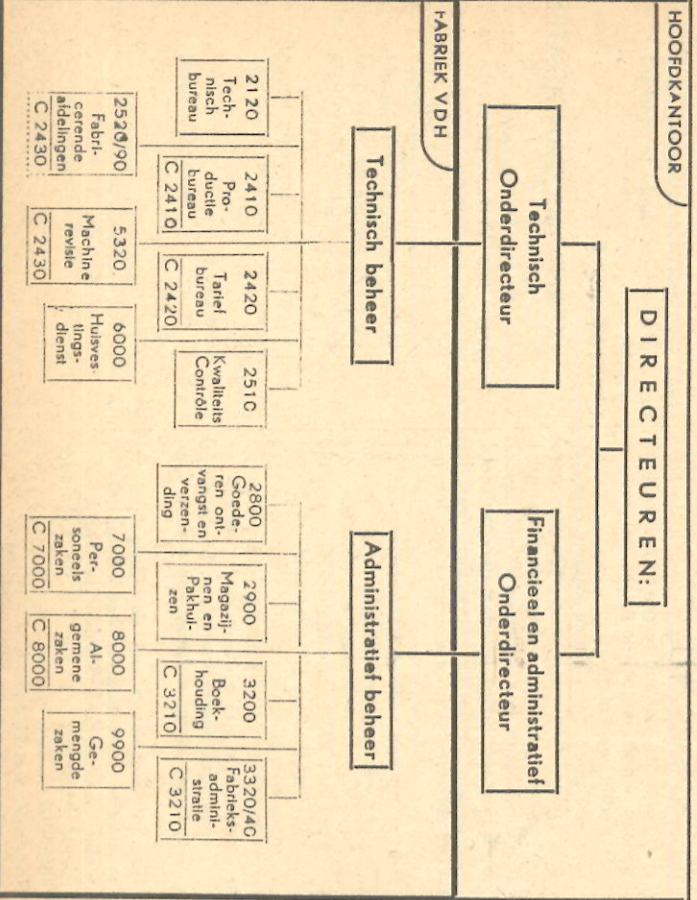 HOOFDKANTOOR
DIRECTEUREN:
Technisch
Onderdirecteur
Financieel en administratief
Onderdirecteur
FABRIEK VDH
Technisch beheer
Administratief beheer
2120
Tech-
nisch
bureau
2410
Pro-
ductie
bureau
C 2410
2420
Tarief
bureau
C 2420
2510
Kwaliteits
Contrôle
2800
Goede-
ren ont-
vangst en
verzen-
ding
2900
Magazij-
nen en
Pakhui-
zen
3200
Boek-
houding
C 3210
3320/40
Fabrieks-
admini-
stratie
C 3210
2520/90
Fabri-
cerende
afdelingen
C 2430
5320
Machine
revisie
C 2430
6000
Huisves-
tings-
dienst
7000
Per-
soneels
zaken
C 7000
8000
Al-
gemene
zaken
C 8000
9900
Ge-
mengde
zaken